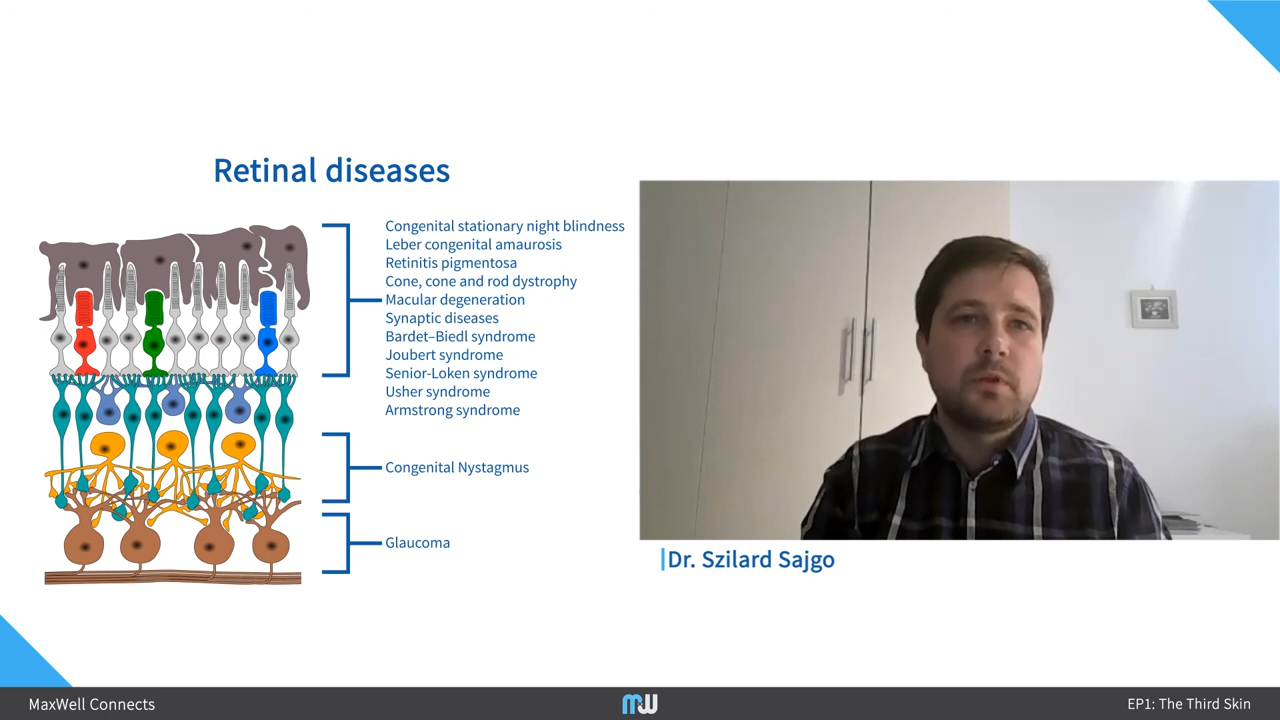 Retinal diseases
Congenital stationary night blindness
Leber congenital amaurosis
Retinitis pigmentosa
Cone, cone and rod dystrophy
Macular degeneration
Synaptic diseases
Bardet–Biedl syndrome
Joubert syndrome
Senior-Loken syndrome
Usher syndrome
Armstrong syndrome
Congenital Nystagmus
Glaucoma
Dr. Szilard Sajgo
MaxWell Connects
MW
EP1: The Third Skin